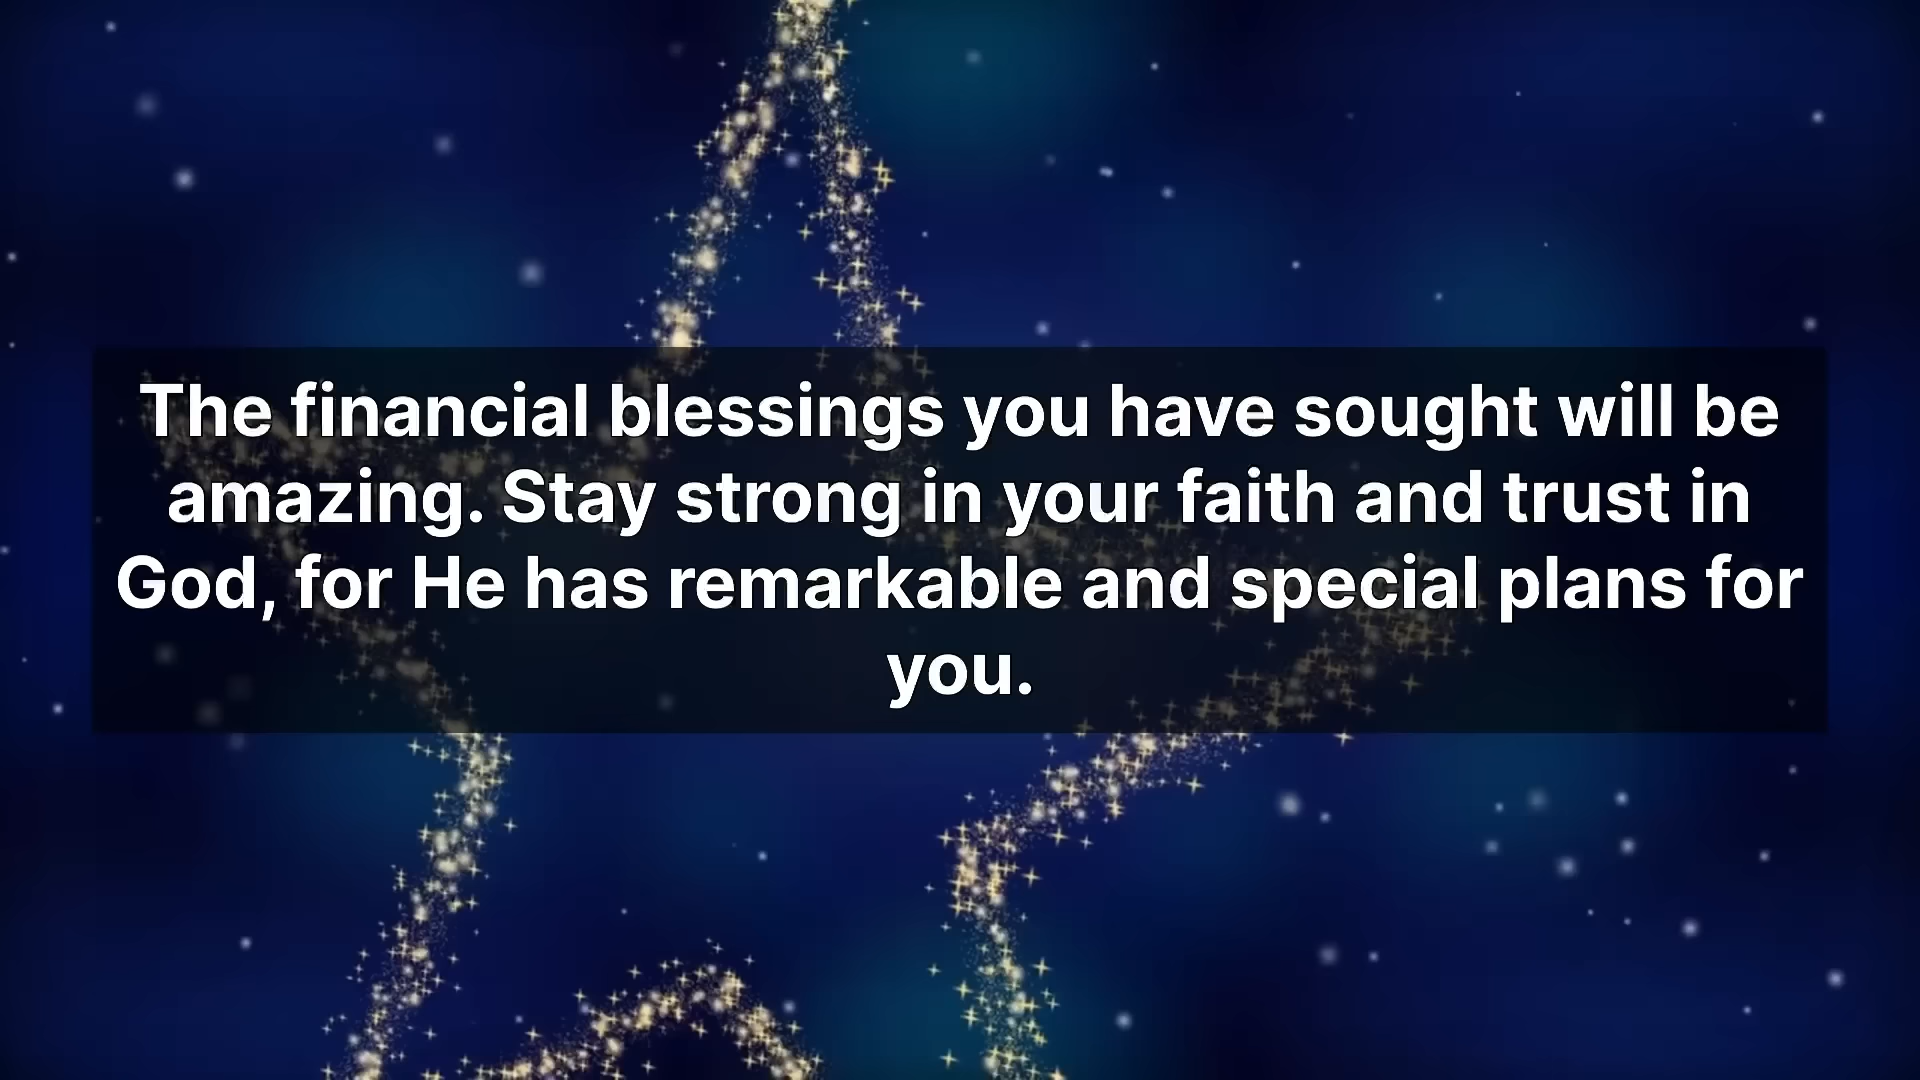 The financial blessings you have sought will be
amazing. Stay strong in your faith and trust in
God, for He has remarkable and special plans for
you.